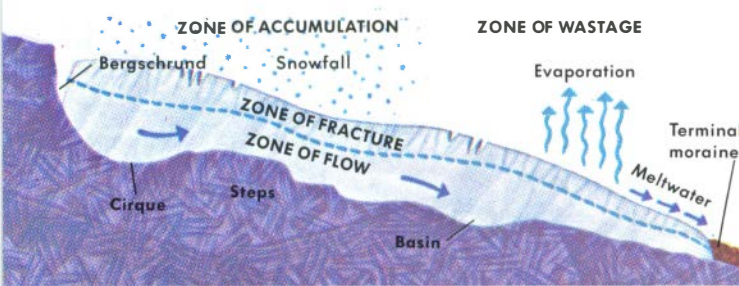 ZONE OF ACCUMULATION
ZONE OF WASTAGE
Bergschrund
Snowfall
Evaporation
ZONE OF FRACTURE
ZONE OF FLOW
Terminal
moraine
Meltwater
Cirque
Steps
Basin